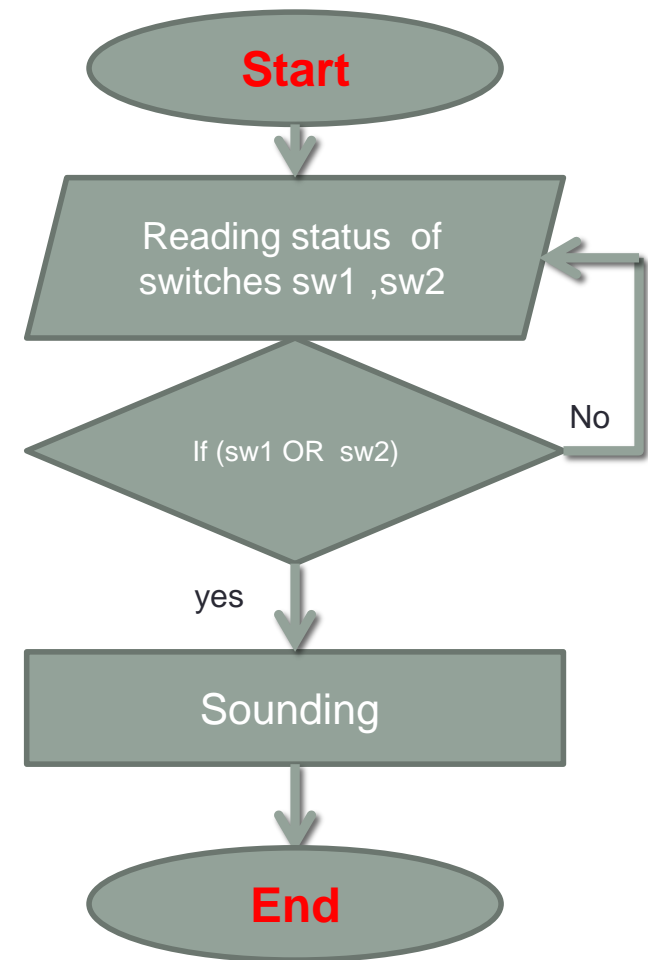 Start
Reading status of
switches sw1 ,sw2
If (sw1 OR sw2)
No
yes
Sounding
End